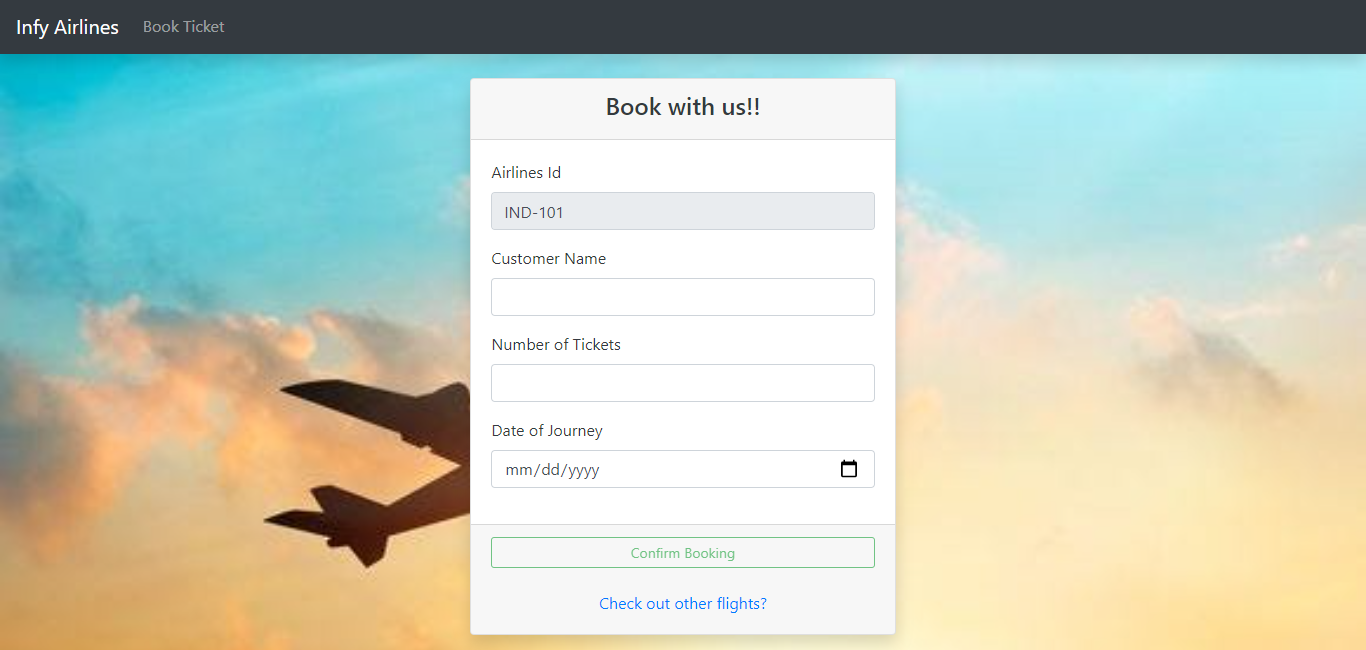 Infy Airlines Book Ticket
Book with us!!
Airlines Id
IND-101
Customer Name
Number of Tickets
Date of Journey
mm/dd/yyyy
Confirm Booking
Check out other flights?